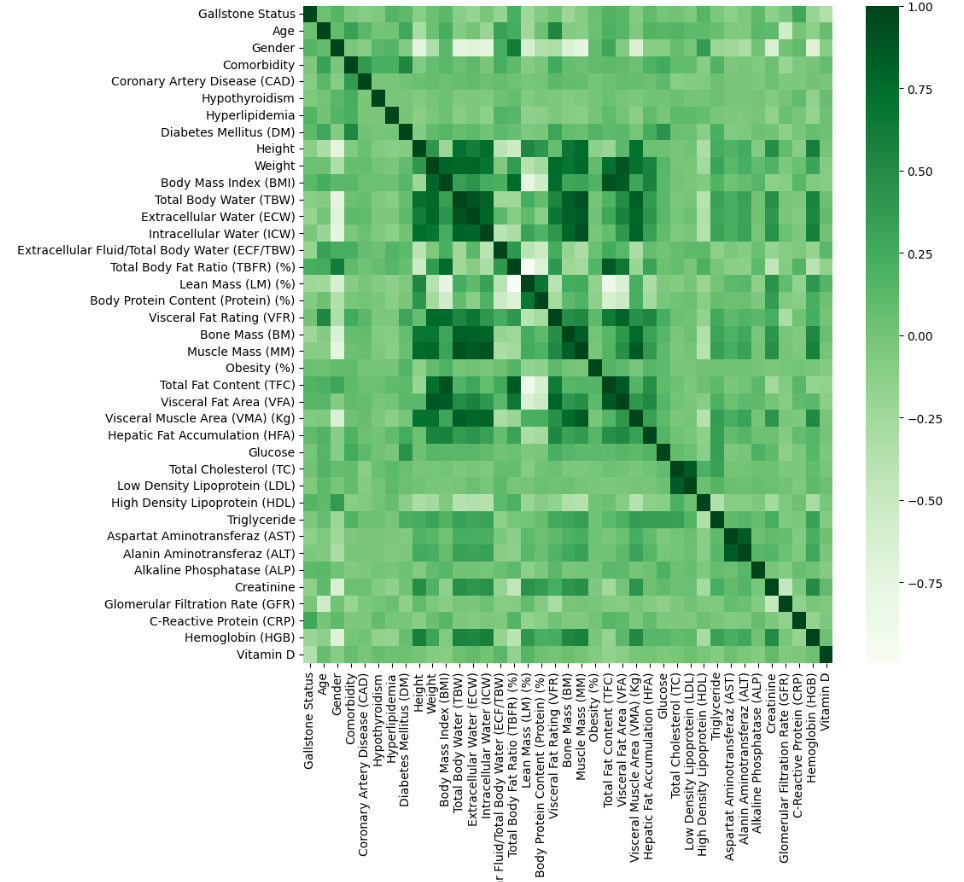 Gallstone Status
Age
Gender
Comorbidity
Coronary Artery Disease (CAD)
Hypothyroidism
Hyperlipidemia
Diabetes Mellitus (DM)
Height
Weight
Body Mass Index (BMI)
Total Body Water (TBW)
Extracellular Water (ECW)
Intracellular Water (ICW)
Extracellular Fluid/Total Body Water (ECF/TBW)
Total Body Fat Ratio (TBFR) (%)
Lean Mass (LM) (%)
Body Protein Content (Protein) (%)
Visceral Fat Rating (VFR)
Bone Mass (BM)
Muscle Mass (MM)
Obesity (%)
Total Fat Content (TFC)
Visceral Fat Area (VFA)
Visceral Muscle Area (VMA) (Kg)
Hepatic Fat Accumulation (HFA)
Glucose
Total Cholesterol (TC)
Low Density Lipoprotein (LDL)
High Density Lipoprotein (HDL)
Triglyceride
Aspartat Aminotransferaz (AST)
Alanin Aminotransferaz (ALT)
Alkaline Phosphatase (ALP)
Creatinine
Glomerular Filtration Rate (GFR)
C-Reactive Protein (CRP)
Hemoglobin (HGB)
Vitamin D
Gallstone Status
Age
Gender
Comorbidity
Coronary Artery Disease (CAD)
Hypothyroidism
Hyperlipidemia
Diabetes Mellitus (DM)
Height
Weight
Body Mass Index (BMI)
Total Body Water (TBW)
Extracellular Water (ECW)
Intracellular Water (ICW)
r Fluid/Total Body Water (ECF/TBW)
Total Body Fat Ratio (TBFR) (%)
Lean Mass (LM) (%)
Body Protein Content (Protein) (%)
Visceral Fat Rating (VFR)
Bone Mass (BM)
Muscle Mass (MM)
Obesity (%)
Total Fat Content (TFC)
Visceral Fat Area (VFA)
Visceral Muscle Area (VMA) (Kg)
Hepatic Fat Accumulation (HFA)
Glucose
Total Cholesterol (TC)
Low Density Lipoprotein (LDL)
High Density Lipoprotein (HDL)
Triglyceride
Aspartat Aminotransferaz (AST)
Alanin Aminotransferaz (ALT)
Alkaline Phosphatase (ALP)
Creatinine
Glomerular Filtration Rate (GFR)
C-Reactive Protein (CRP)
Hemoglobin (HGB)
Vitamin D
1.00
0.75
0.50
0.25
0.00
−0.25
−0.50
−0.75